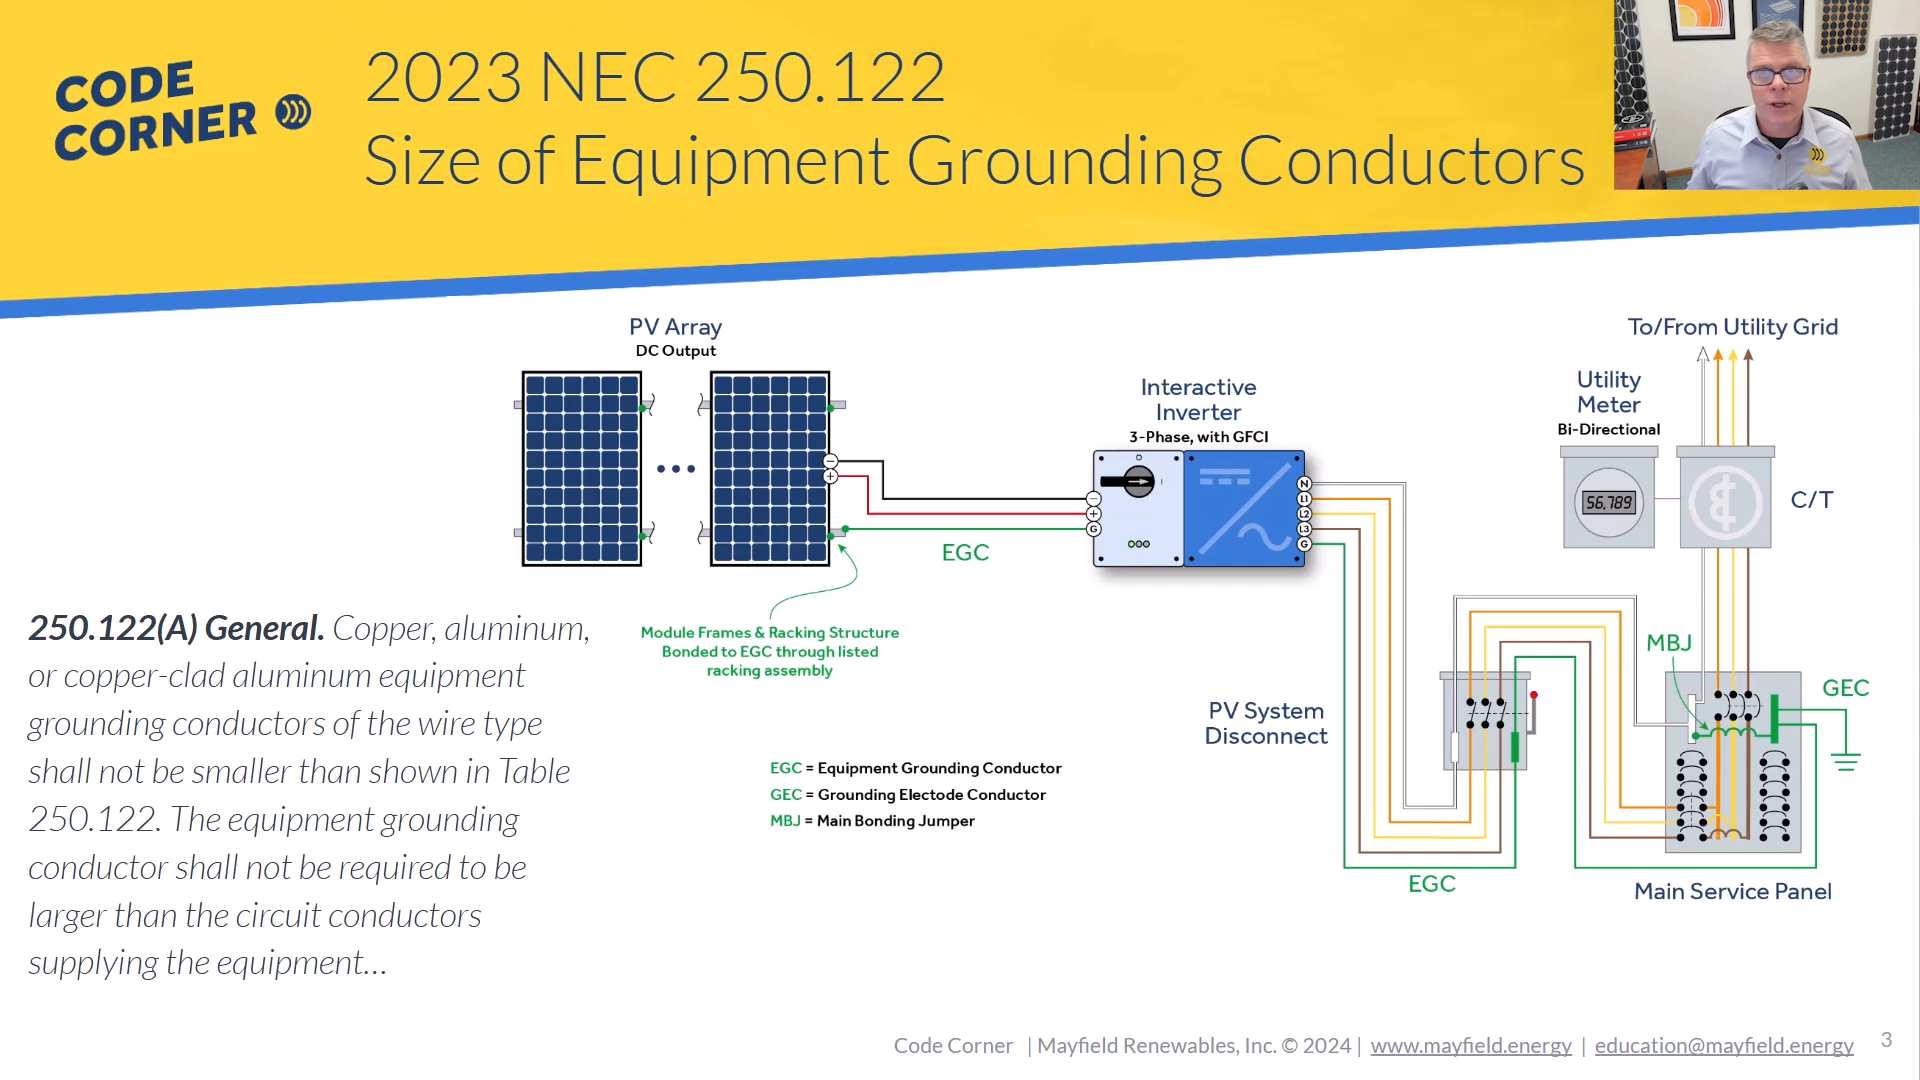 CODE
CORNER
2023 NEC 250.122
Size of Equipment Grounding Conductors
PV Array
DC Output
To/From Utility Grid
Utility
Meter
Bi-Directional
Interactive
Inverter
3-Phase, with GFCI
−
+
−
+
G
N
L1
L2
L3
G
56,789
C/T
EGC
250.122(A) General. Copper, aluminum,
or copper-clad aluminum equipment
grounding conductors of the wire type
shall not be smaller than shown in Table
250.122. The equipment grounding
conductor shall not be required to be
larger than the circuit conductors
supplying the equipment...
Module Frames & Racking Structure
Bonded to EGC through listed
racking assembly
MBJ
GEC
PV System
Disconnect
EGC = Equipment Grounding Conductor
GEC = Grounding Electode Conductor
MBJ = Main Bonding Jumper
EGC
Main Service Panel
Code Corner | Mayfield Renewables, Inc. © 2024 | www.mayfield.energy | education@mayfield.energy
3